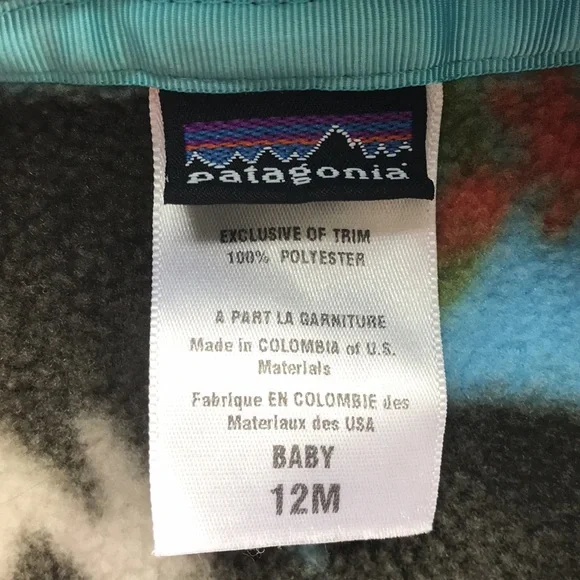 patagonia
EXCLUSIVE OF TRIM
100% POLYESTER
A PART LA GARNITURE
Made in COLOMBIA of U.S.
Materials
Fabrique EN COLOMBIE des
Materiaux des USA
BABY
12M